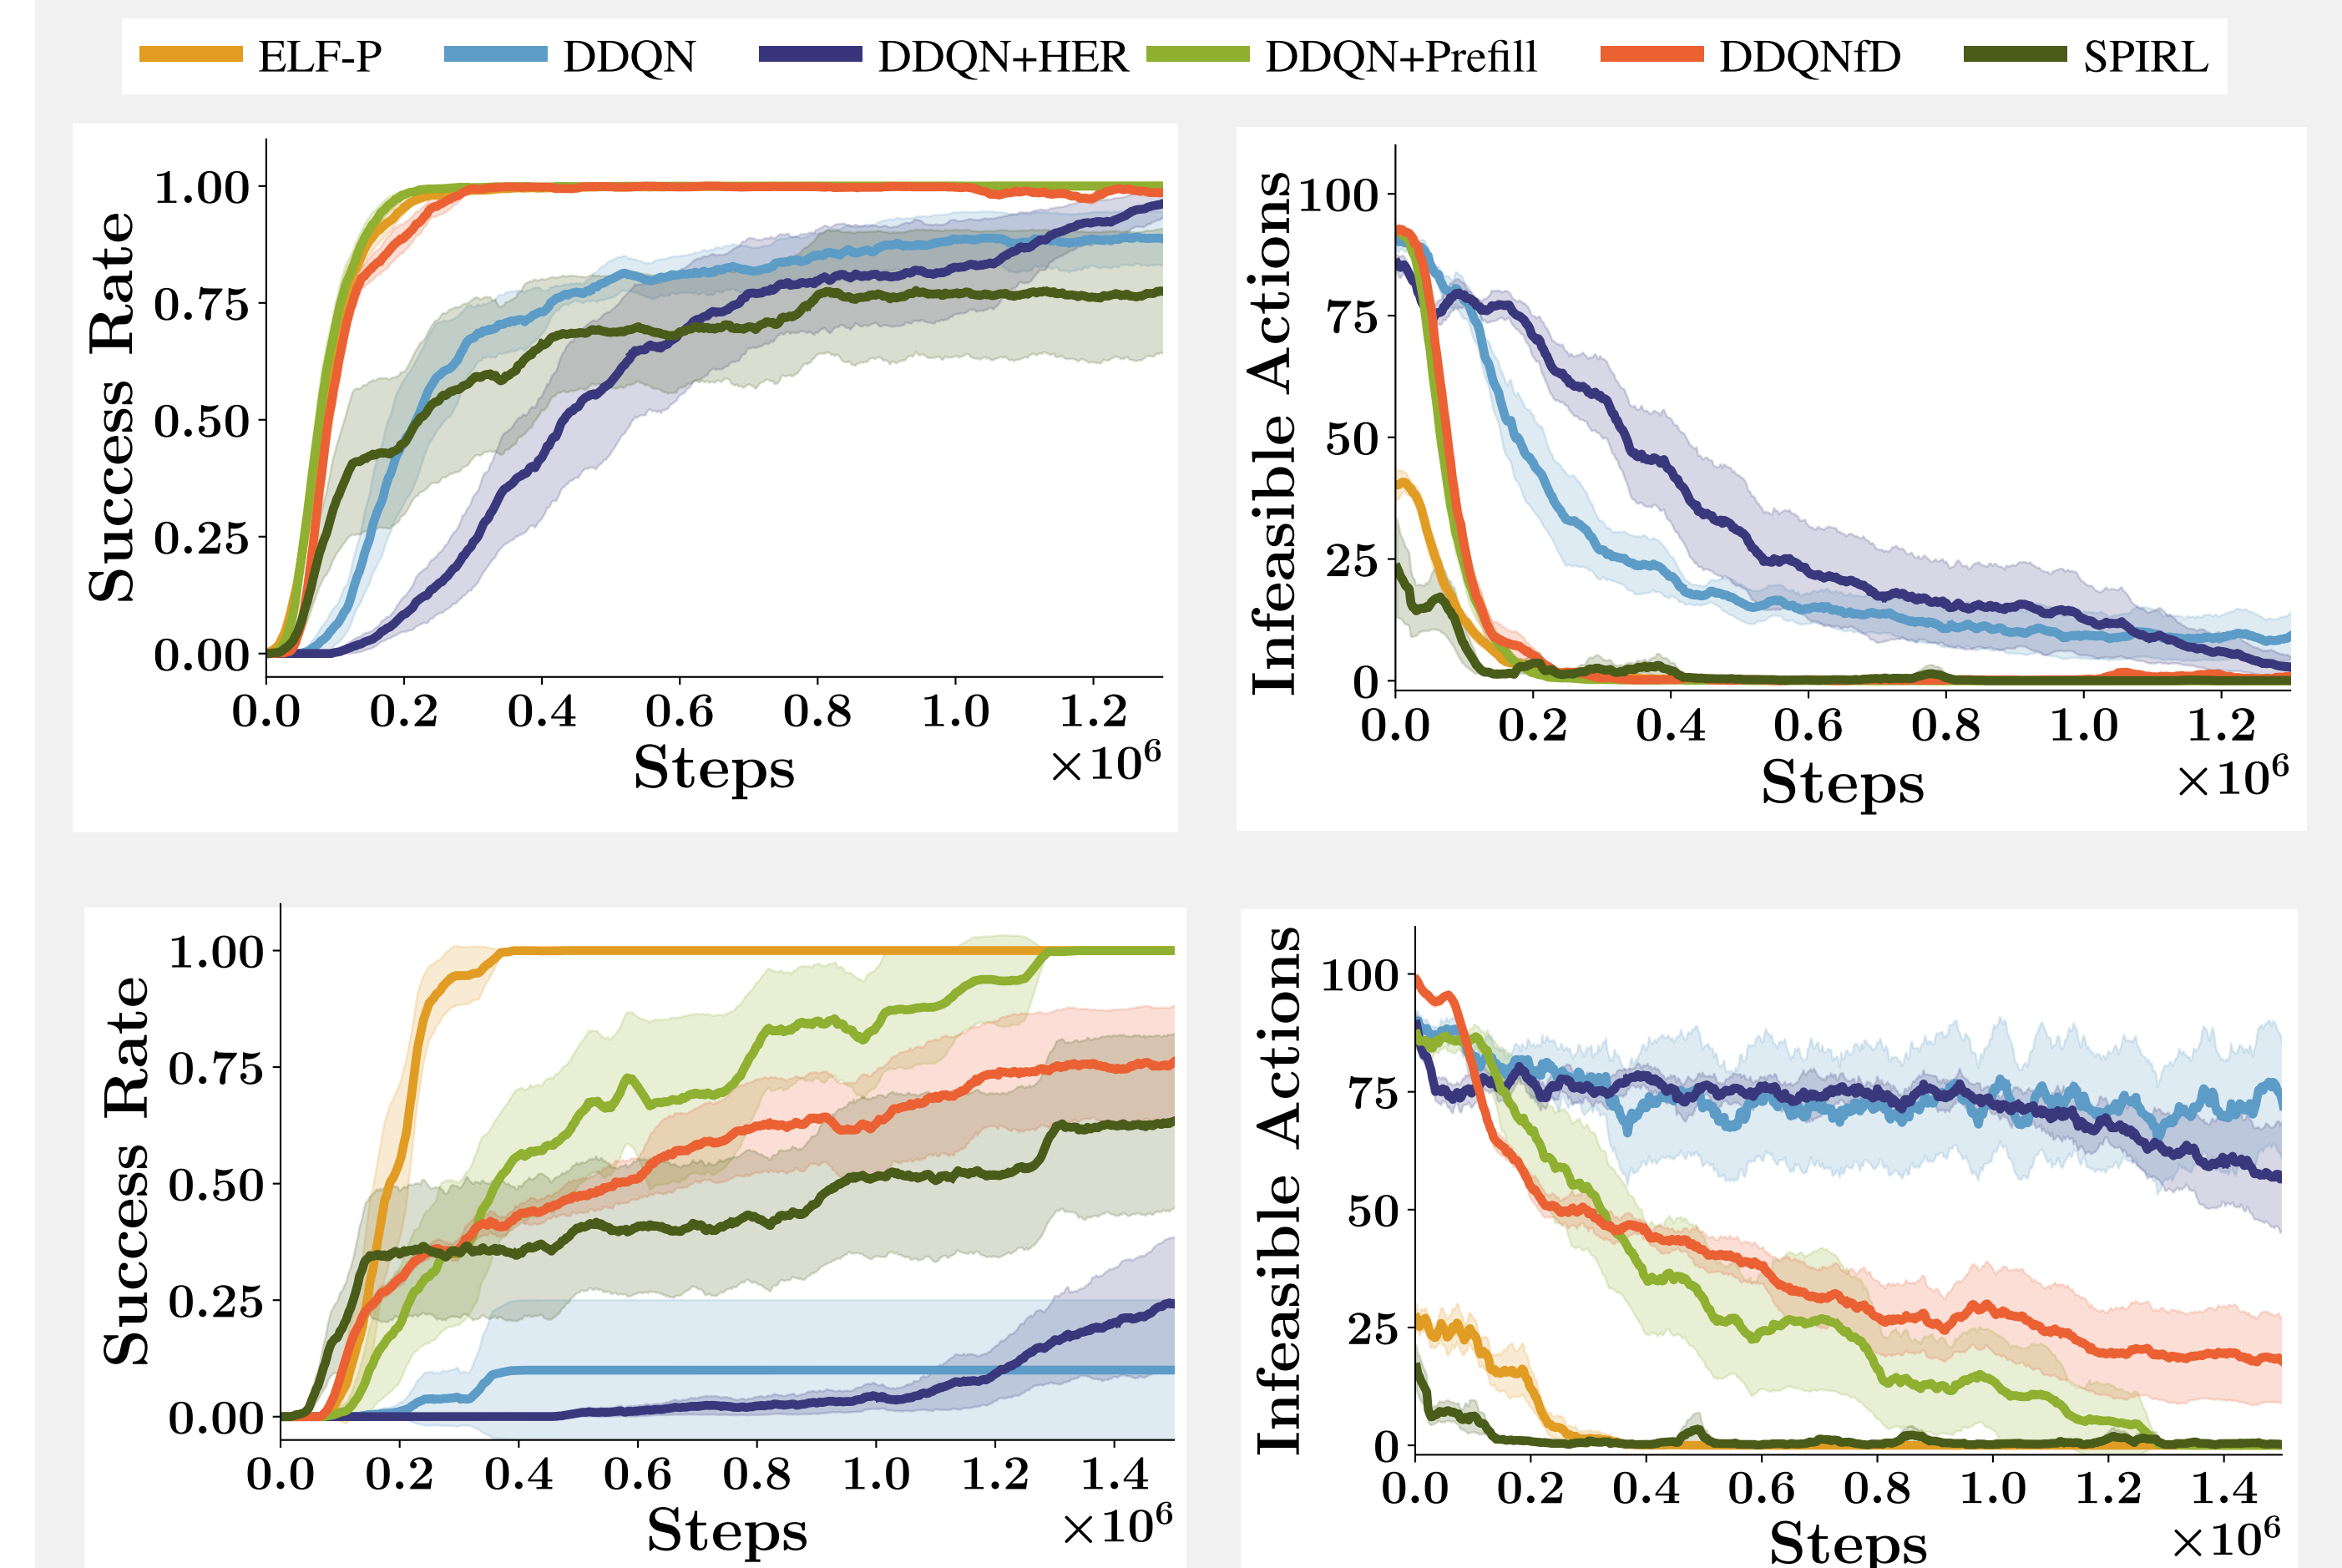 ELF-P DDQN DDQN+HER DDQN+Prefill DDQNfD SPIRL
Success Rate
1.00
0.75
0.50
0.25
0.00
0.0 0.2 0.4 0.6 0.8 1.0 1.2
Steps
×10⁶
Infeasible Actions
100
75
50
25
0
0.0 0.2 0.4 0.6 0.8 1.0 1.2
Steps
×10⁶
Success Rate
1.00
0.75
0.50
0.25
0.00
0.0 0.2 0.4 0.6 0.8 1.0 1.2 1.4
Steps
×10⁶
Infeasible Actions
100
75
50
25
0
0.0 0.2 0.4 0.6 0.8 1.0 1.2 1.4
Steps
×10⁶